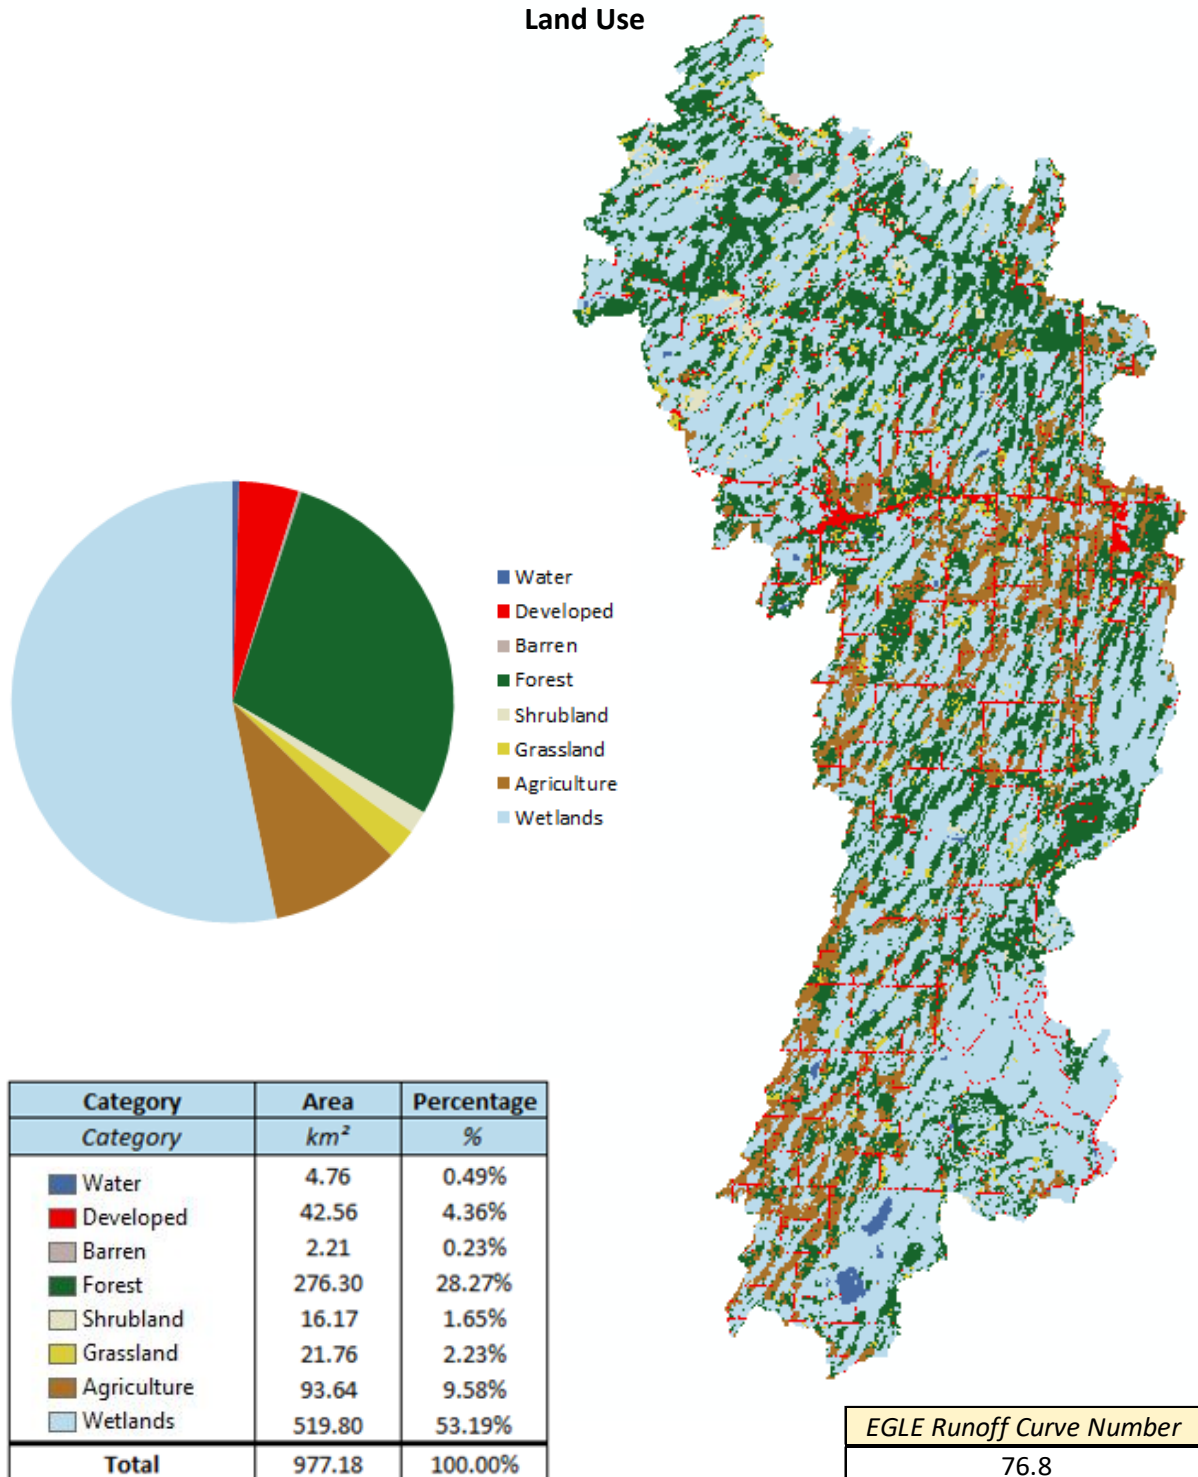 Land Use
Water
Developed
Barren
Forest
Shrubland
Grassland
Agriculture
Wetlands
Category Area Percentage
Category km² %
Water 4.76 0.49%
Developed 42.56 4.36%
Barren 2.21 0.23%
Forest 276.30 28.27%
Shrubland 16.17 1.65%
Grassland 21.76 2.23%
Agriculture 93.64 9.58%
Wetlands 519.80 53.19%
Total 977.18 100.00%
EGLE Runoff Curve Number
76.8